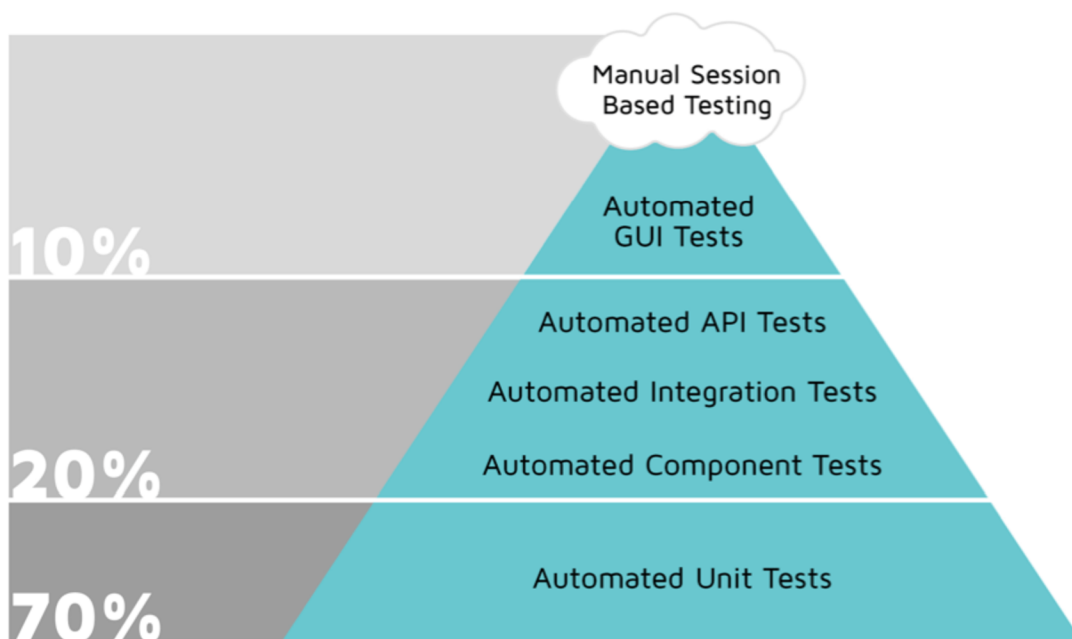 Manual Session
Based Testing
Automated
GUI Tests
10%
Automated API Tests
Automated Integration Tests
Automated Component Tests
20%
Automated Unit Tests
70%